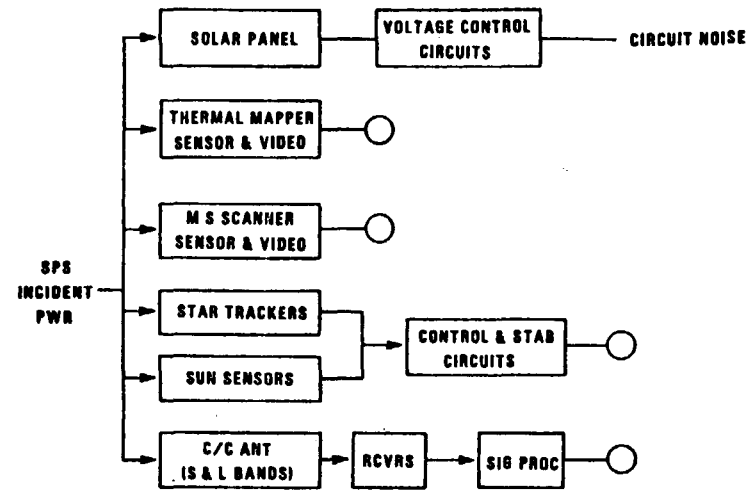 SOLAR PANEL
VOLTAGE CONTROL
CIRCUITS
CIRCUIT NOISE
THERMAL MAPPER
SENSOR & VIDEO
M S SCANNER
SENSOR & VIDEO
SPS
INCIDENT
PWR
STAR TRACKERS
SUN SENSORS
CONTROL & STAB
CIRCUITS
C/C ANT
(S & L BANDS)
RCVRS
SIG PROC